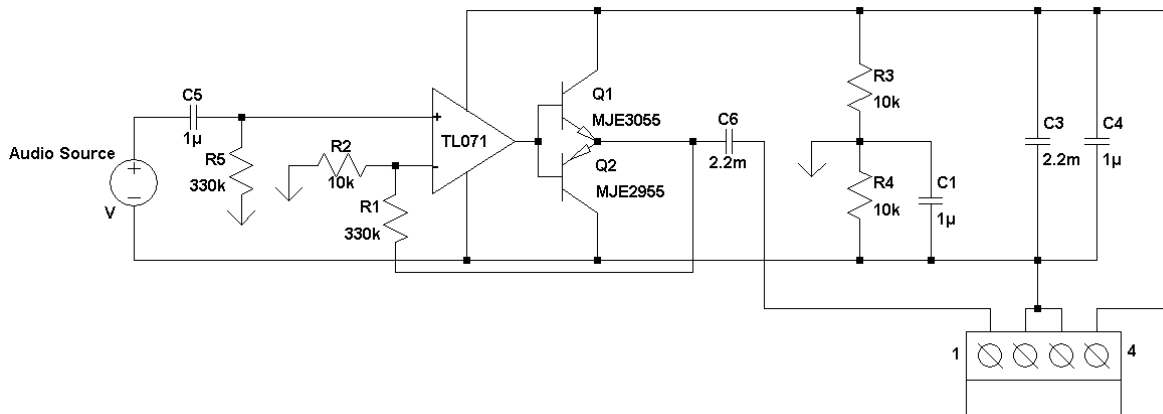 Audio Source
V
C5
1µ
R5
330k
R2
10k
R1
330k
+
-
TL071
Q1
MJE3055
Q2
MJE2955
C6
2.2m
R3
10k
R4
10k
C1
1µ
C3
2.2m
C4
1µ
1
4